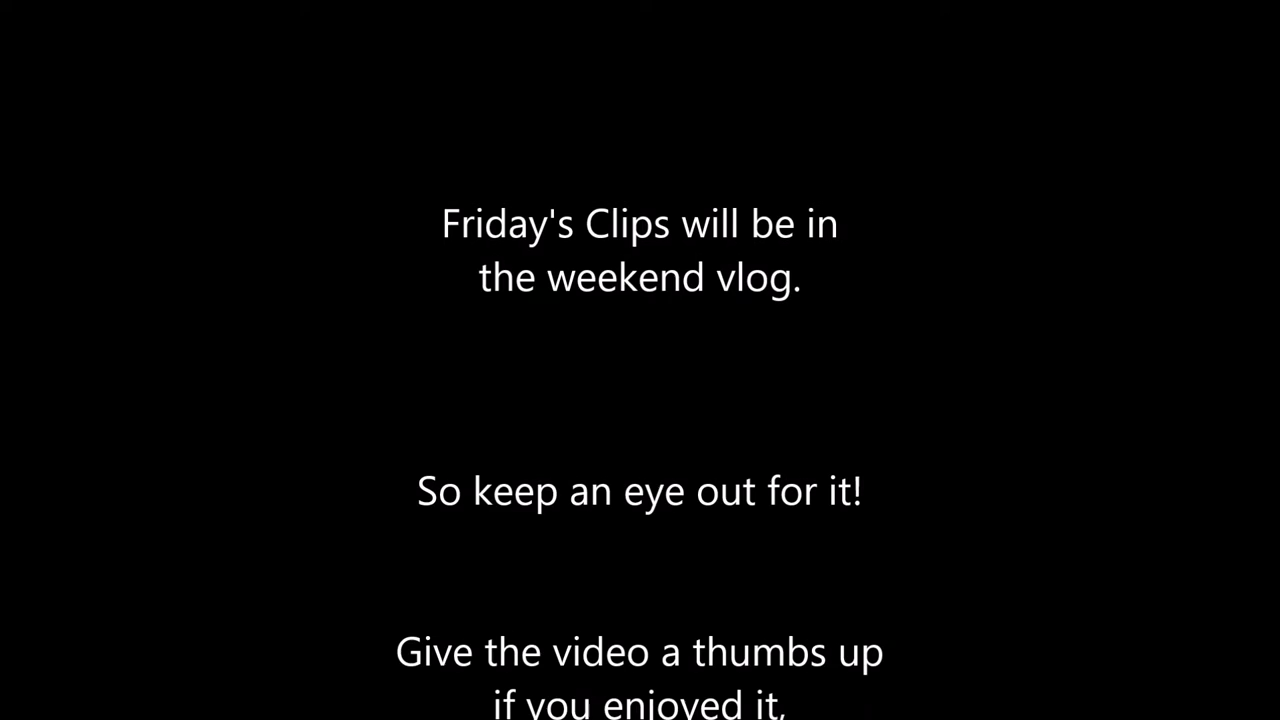 Friday's Clips will be in
the weekend vlog.
So keep an eye out for it!
Give the video a thumbs up
if you enjoyed it,